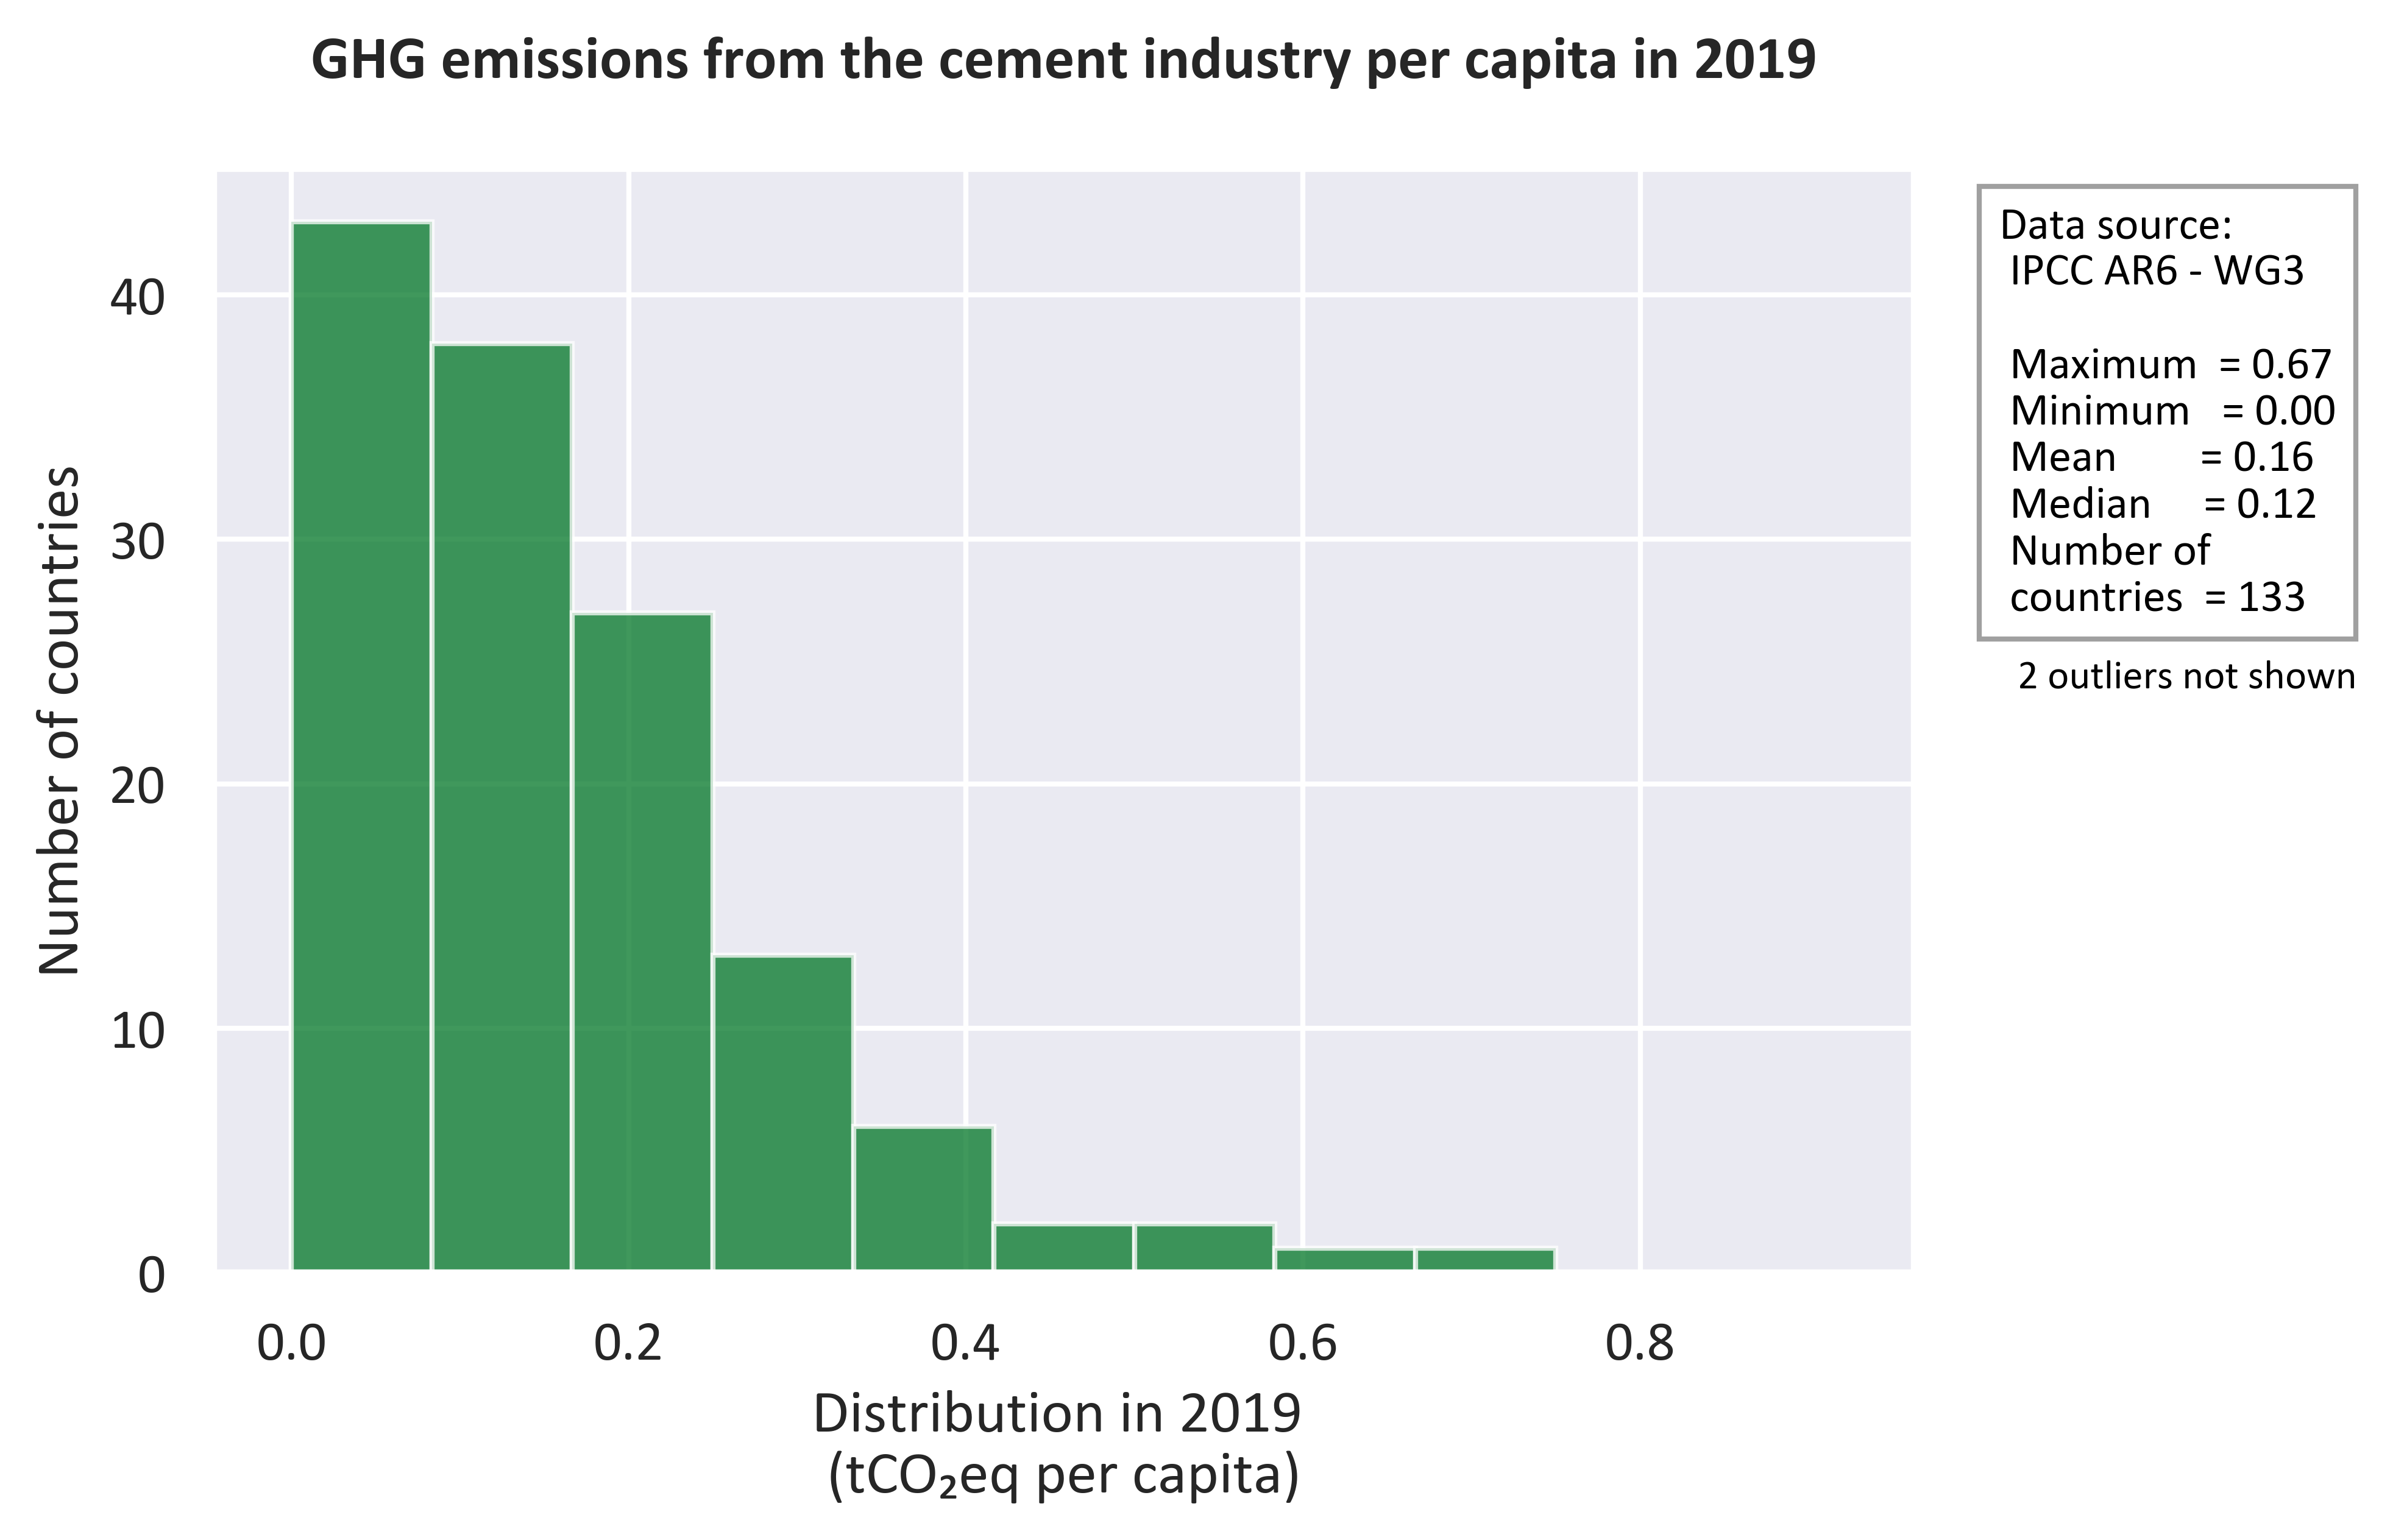 GHG emissions from the cement industry per capita in 2019
Number of countries
40
30
20
10
0
0.0 0.2 0.4 0.6 0.8
Distribution in 2019
(tCO₂eq per capita)
Data source:
IPCC AR6 - WG3
Maximum = 0.67
Minimum = 0.00
Mean = 0.16
Median = 0.12
Number of
countries = 133
2 outliers not shown